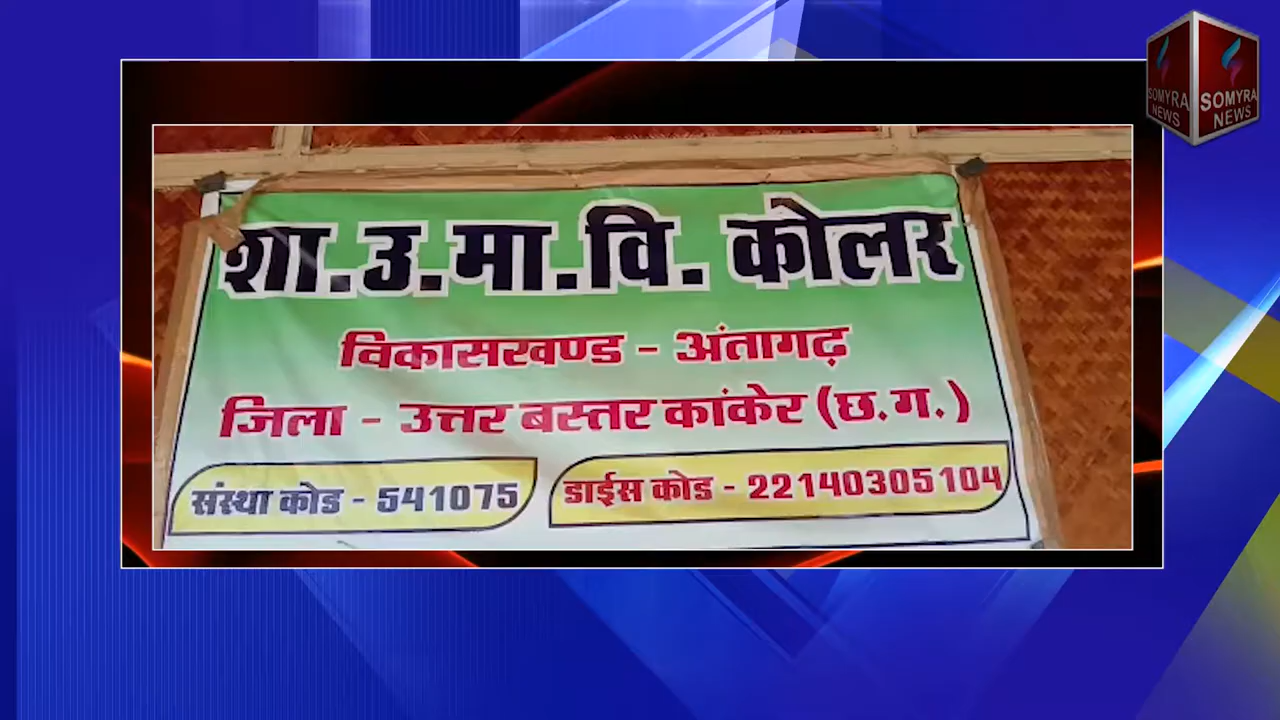 शा.उ.मा.वि. कोलर
विकासखण्ड - अंतागढ़
जिला - उत्तर बस्तर कांकेर (छ.ग.)
संस्था कोड - 541075
डाईस कोड - 22140305104
SOMYRA NEWS
SOMYRA NEWS